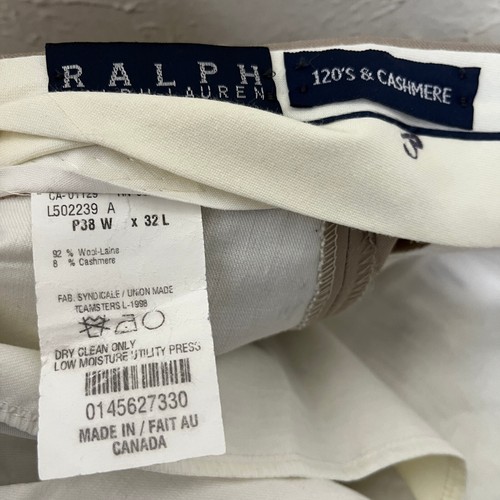 RALPH
LAUREN
120'S & CASHMERE
L502239 A
P38 W x 32 L
92 % Wool-Laine
8 % Cashmere
FAB. SYNDICALE / UNION MADE
TEAMSTERS L-1998
DRY CLEAN ONLY
LOW MOISTURE UTILITY PRESS
0145627330
MADE IN / FAIT AU
CANADA